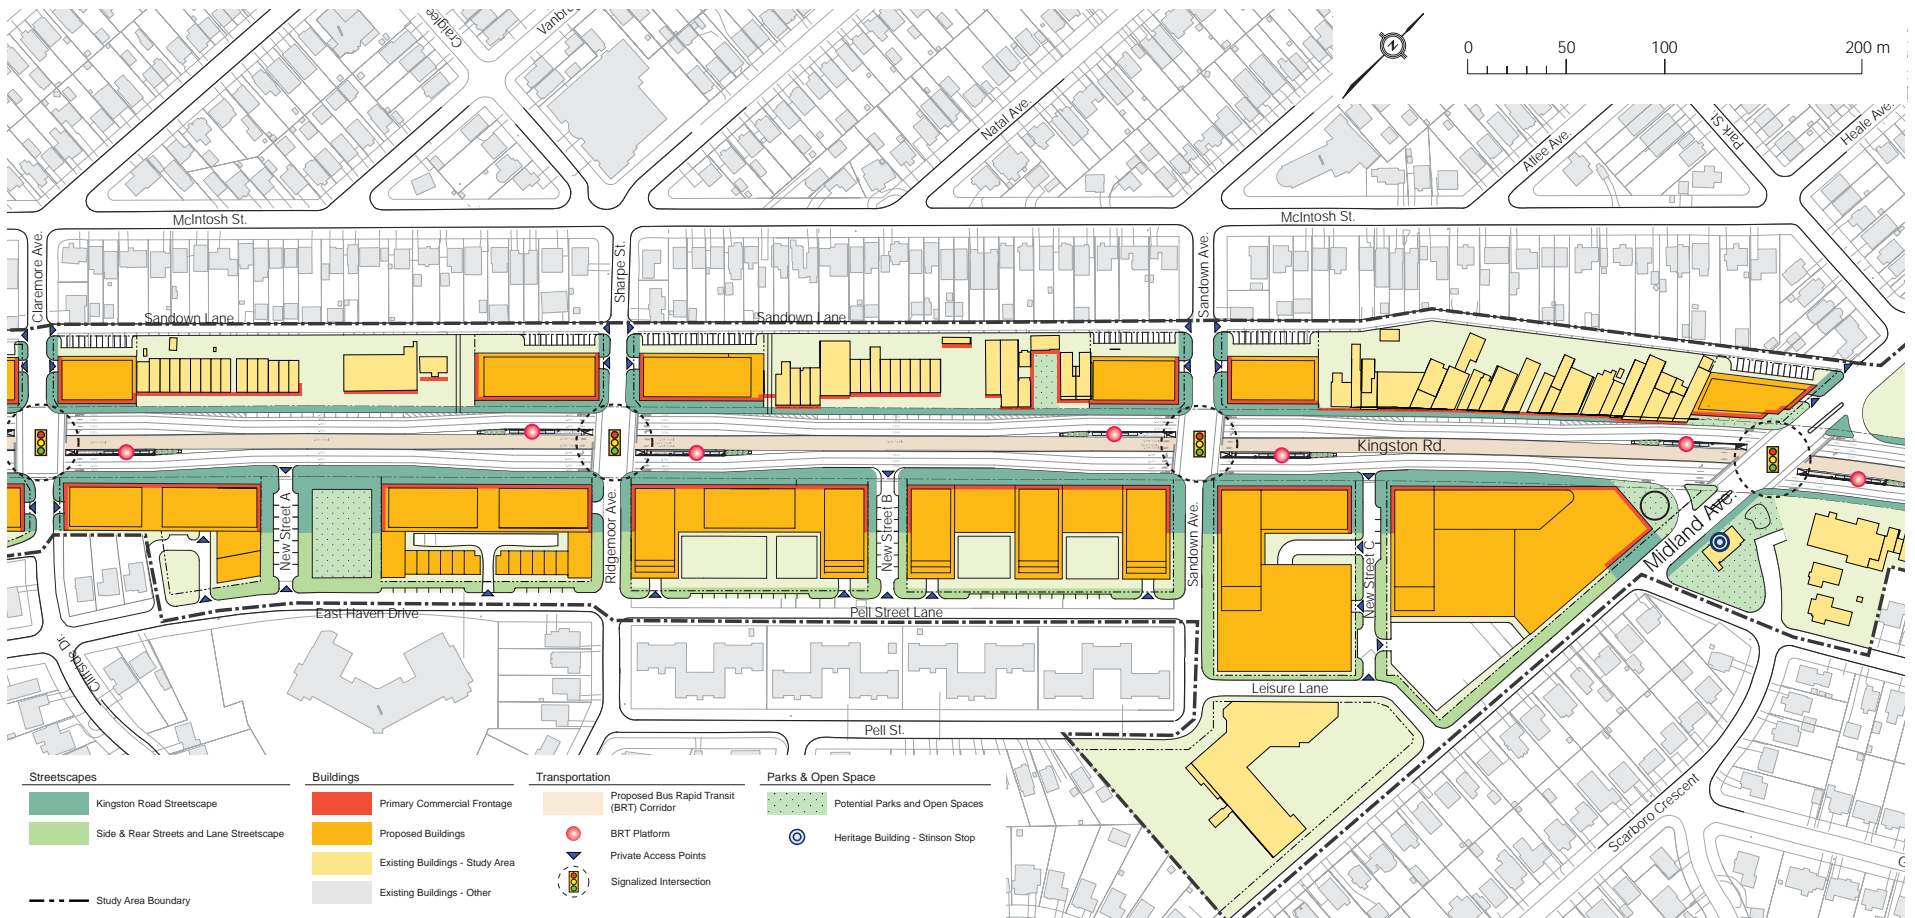 Craiglee
Vanbro
Natal Ave.
Atlee Ave.
Park St
Heale Ave.
N
0 50 100 200 m
McIntosh St.
McIntosh St.
Claremore Ave.
Sharpe St.
Sandown Ave.
Sandown Lane
Sandown Lane
Kingston Rd.
New Street A
Ridgemoor Ave.
New Street B
Sandown Ave.
New Street C
Midland Ave.
East Haven Drive
Pell Street Lane
Cliffside Dr.
Leisure Lane
Pell St.
Scarboro Crescent
G
Streetscapes
Kingston Road Streetscape
Side & Rear Streets and Lane Streetscape
Study Area Boundary
Buildings
Primary Commercial Frontage
Proposed Buildings
Existing Buildings - Study Area
Existing Buildings - Other
Transportation
Proposed Bus Rapid Transit
(BRT) Corridor
BRT Platform
Private Access Points
Signalized Intersection
Parks & Open Space
Potential Parks and Open Spaces
Heritage Building - Stinson Stop